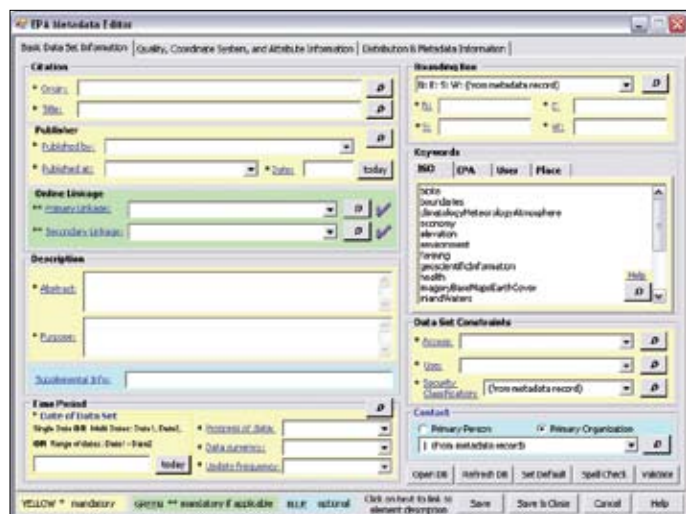 EPA Metadata Editor
Basic Data Set Information
Quality, Coordinate System, and Attribute Information
Distribution & Metadata Information
Citation
* Origin:
* Title:
Publisher
* Published by:
* Published at:
* Date:
today
Online Linkage
** Primary Linkage:
** Secondary Linkage:
Description
* Abstract:
* Purpose:
Supplemental Info:
Time Period
* Date of Data Set
Single Date OR Multi Dates: Date1, Date2,
OR Range of dates: Date1 - Date2
today
* Progress of data:
* Data currency:
* Update frequency:
Bounding Box
N: E: S: W: (from metadata record)
* N:
* E:
* S:
* W:
Keywords
ISO
EPA
User
Place
biota
boundaries
climatologyMeteorologyAtmosphere
economy
elevation
environment
farming
geoscientificInformation
health
imageryBaseMapsEarthCover
inlandWaters
Help
Data Set Constraints
* Access:
* Use:
* Security
Classification:
(from metadata record)
Contact
Primary Person
Primary Organization
(from metadata record)
Open DB
Refresh DB
Set Default
Spell Check
Validate
YELLOW * mandatory
GREEN ** mandatory if applicable
BLUE optional
Click on text to link to
element description
Save
Save & Close
Cancel
Help